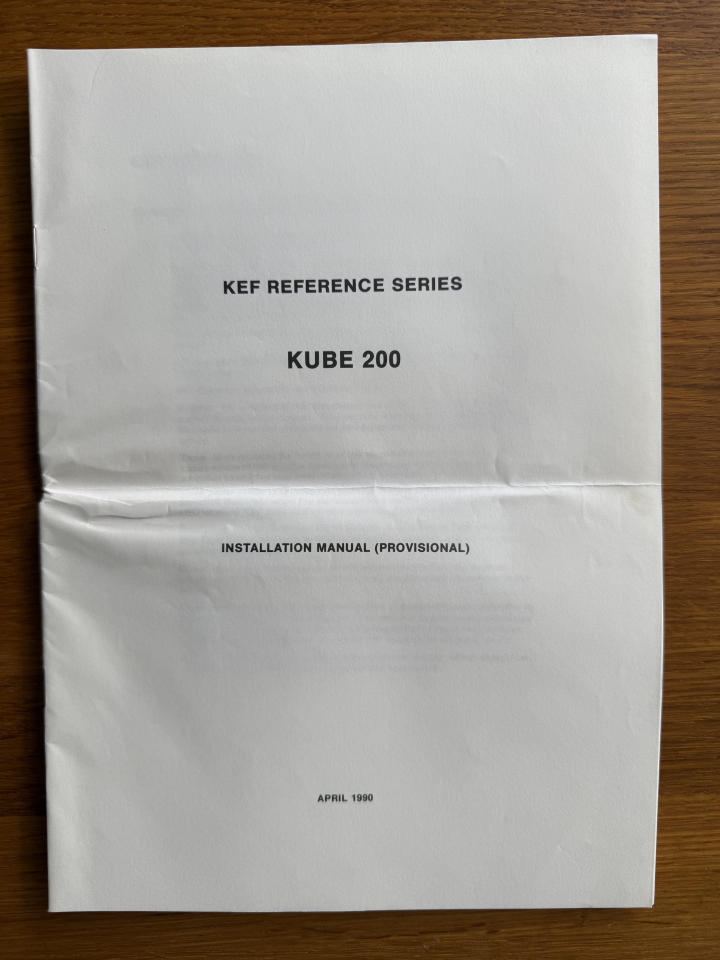 KEF REFERENCE SERIES
KUBE 200
INSTALLATION MANUAL (PROVISIONAL)
APRIL 1990